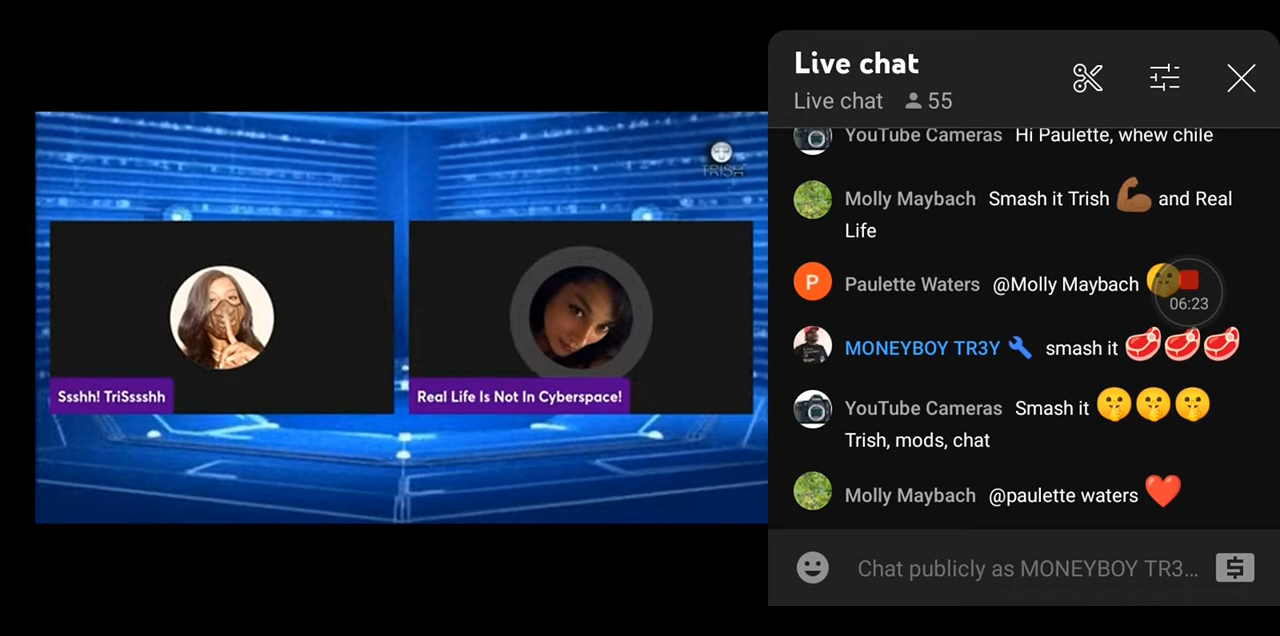 TRISH
Ssshh! TriSssshh
Real Life Is Not In Cyberspace!
Live chat
Live chat 55
YouTube Cameras Hi Paulette, whew chile
Molly Maybach Smash it Trish 💪🏾 and Real
Life
P Paulette Waters @Molly Maybach 🤫
06:23
MONEYBOY TR3Y 🔧 smash it 🥩🥩🥩
YouTube Cameras Smash it 🤫🤫🤫
Trish, mods, chat
Molly Maybach @paulette waters ❤️
Chat publicly as MONEYBOY TR3...